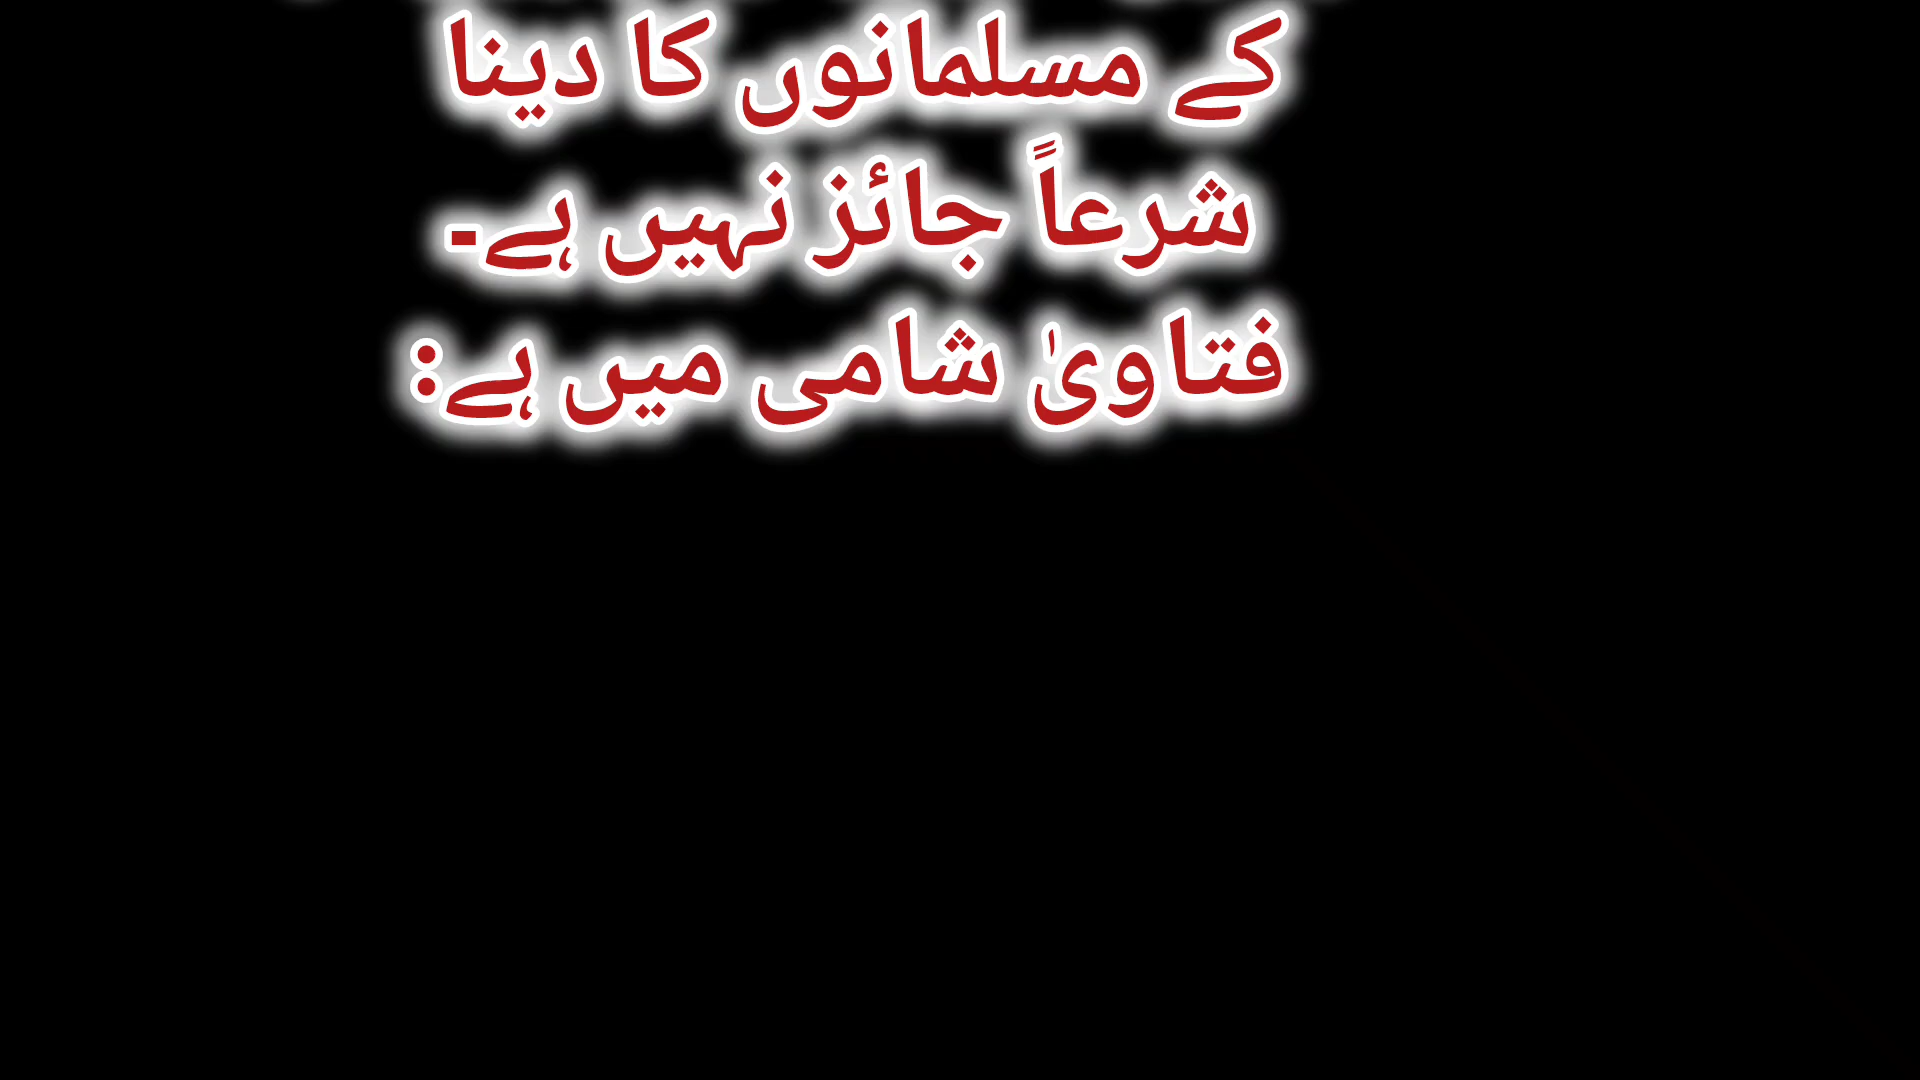 کے مسلمانوں کا دینا
شرعاً جائز نہیں ہے۔
فتاویٰ شامی میں ہے: